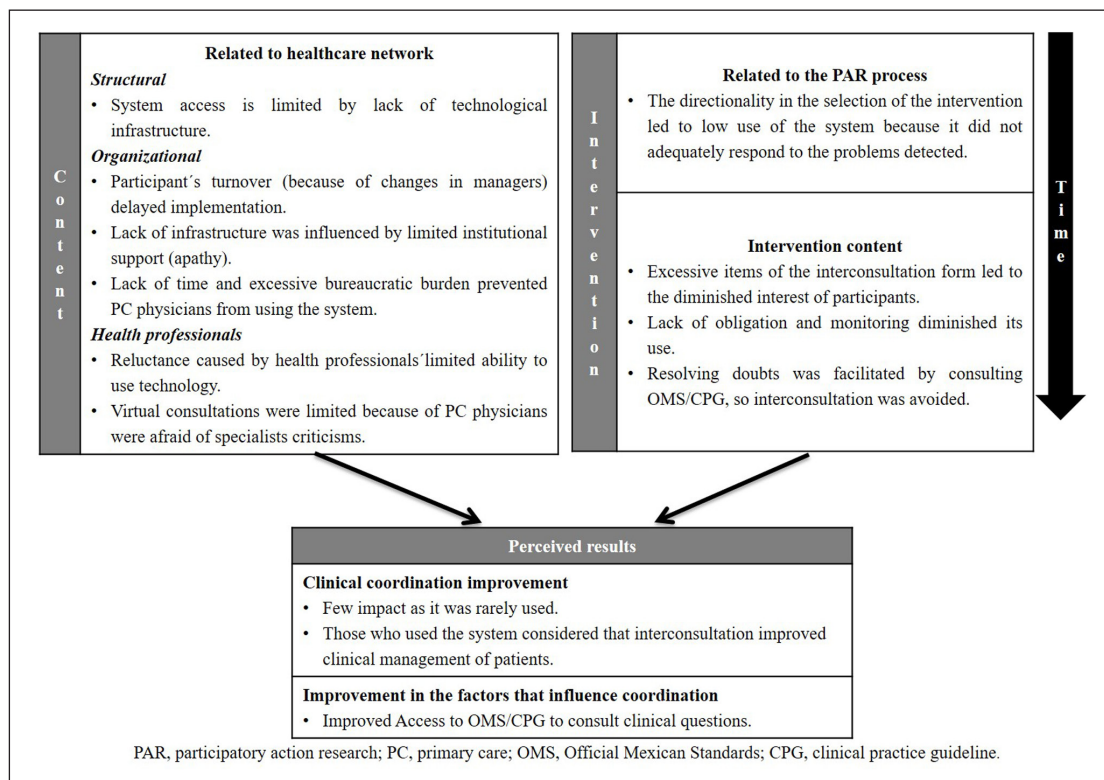 Content
Related to healthcare network
Structural
• System access is limited by lack of technological
infrastructure.
Organizational
• Participant´s turnover (because of changes in managers)
delayed implementation.
• Lack of infrastructure was influenced by limited institutional
support (apathy).
• Lack of time and excessive bureaucratic burden prevented
PC physicians from using the system.
Health professionals
• Reluctance caused by health professionals´limited ability to
use technology.
• Virtual consultations were limited because of PC physicians
were afraid of specialists criticisms.
Intervention
Related to the PAR process
• The directionality in the selection of the intervention
led to low use of the system because it did not
adequately respond to the problems detected.
Intervention content
• Excessive items of the interconsultation form led to
the diminished interest of participants.
• Lack of obligation and monitoring diminished its
use.
• Resolving doubts was facilitated by consulting
OMS/CPG, so interconsultation was avoided.
Time
Perceived results
Clinical coordination improvement
• Few impact as it was rarely used.
• Those who used the system considered that interconsultation improved
clinical management of patients.
Improvement in the factors that influence coordination
• Improved Access to OMS/CPG to consult clinical questions.
PAR, participatory action research; PC, primary care; OMS, Official Mexican Standards; CPG, clinical practice guideline.